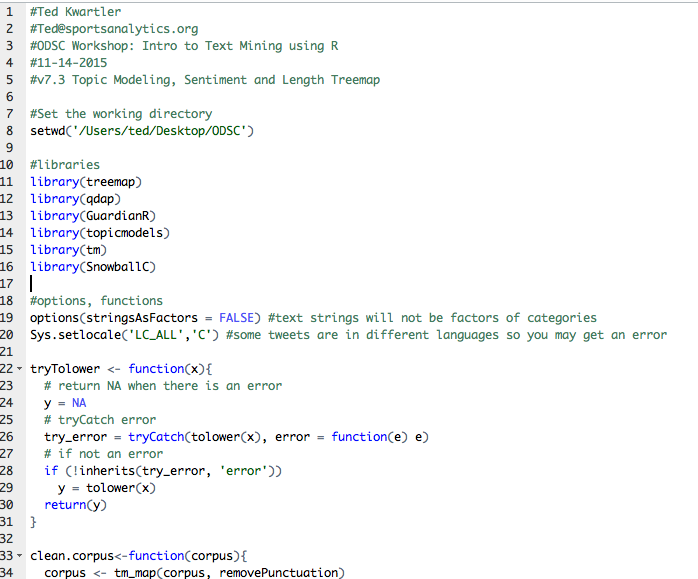 1 #Ted Kwartler
2 #Ted@sportsanalytics.org
3 #ODSC Workshop: Intro to Text Mining using R
4 #11-14-2015
5 #v7.3 Topic Modeling, Sentiment and Length Treemap
6
7 #Set the working directory
8 setwd('/Users/ted/Desktop/ODSC')
9
10 #libraries
11 library(treemap)
12 library(qdap)
13 library(GuardianR)
14 library(topicmodels)
15 library(tm)
16 library(SnowballC)
17
18 #options, functions
19 options(stringsAsFactors = FALSE) #text strings will not be factors of categories
20 Sys.setlocale('LC_ALL','C') #some tweets are in different languages so you may get an error
21
22 tryTolower <- function(x){
23   # return NA when there is an error
24   y = NA
25   # tryCatch error
26   try_error = tryCatch(tolower(x), error = function(e) e)
27   # if not an error
28   if (!inherits(try_error, 'error'))
29     y = tolower(x)
30   return(y)
31 }
32
33 clean.corpus<-function(corpus){
34   corpus <- tm_map(corpus, removePunctuation)